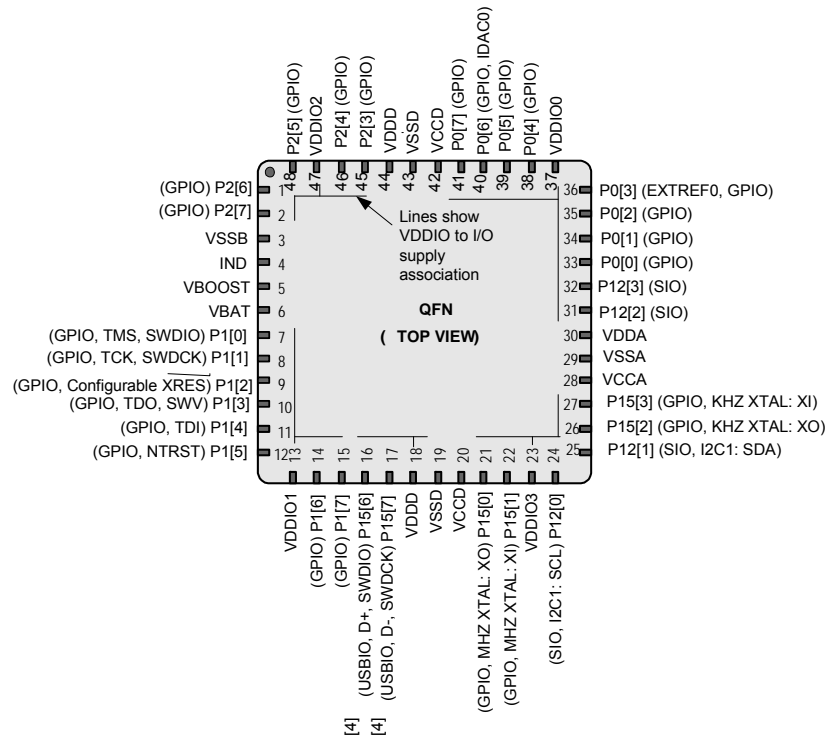 P2[5] (GPIO)
VDDIO2
P2[4] (GPIO)
P2[3] (GPIO)
VDDD
VSSD
VCCD
P0[7] (GPIO)
P0[6] (GPIO, IDAC0)
P0[5] (GPIO)
P0[4] (GPIO)
VDDIO0
48
47
46
45
44
43
42
41
40
39
38
37
(GPIO) P2[6] 1
(GPIO) P2[7] 2
VSSB 3
IND 4
VBOOST 5
VBAT 6
(GPIO, TMS, SWDIO) P1[0] 7
(GPIO, TCK, SWDCK) P1[1] 8
(GPIO, Configurable XRES) P1[2] 9
(GPIO, TDO, SWV) P1[3] 10
(GPIO, TDI) P1[4] 11
(GPIO, NTRST) P1[5] 12
Lines show
VDDIO to I/O
supply
association
QFN
( TOP VIEW)
36 P0[3] (EXTREF0, GPIO)
35 P0[2] (GPIO)
34 P0[1] (GPIO)
33 P0[0] (GPIO)
32 P12[3] (SIO)
31 P12[2] (SIO)
30 VDDA
29 VSSA
28 VCCA
27 P15[3] (GPIO, KHZ XTAL: XI)
26 P15[2] (GPIO, KHZ XTAL: XO)
25 P12[1] (SIO, I2C1: SDA)
13
14
15
16
17
18
19
20
21
22
23
24
VDDIO1
(GPIO) P1[6]
(GPIO) P1[7]
(USBIO, D+, SWDIO) P15[6]
(USBIO, D-, SWDCK) P15[7]
VDDD
VSSD
VCCD
(GPIO, MHZ XTAL: XO) P15[0]
(GPIO, MHZ XTAL: XI) P15[1]
VDDIO3
(SIO, I2C1: SCL) P12[0]
[4]
[4]